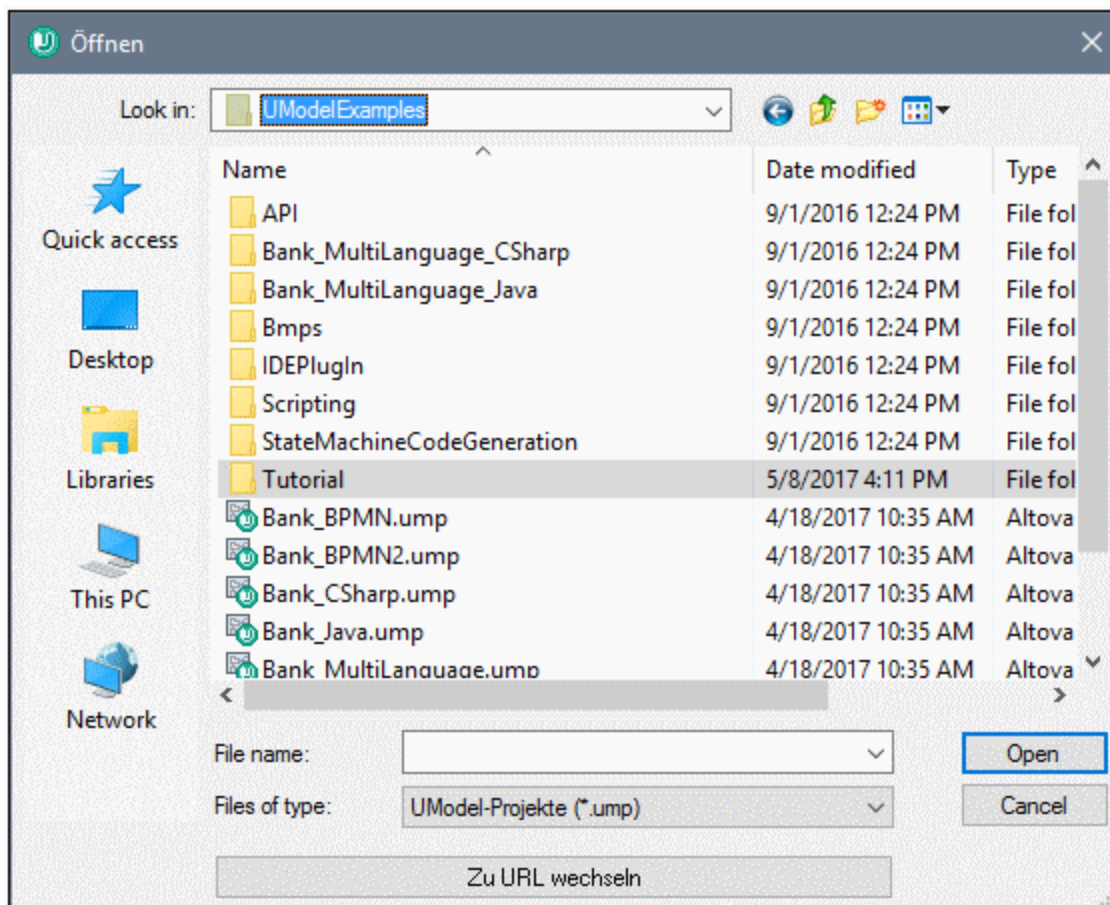 Öffnen
Look in: UModelExamples
Name Date modified Type
API 9/1/2016 12:24 PM File fol
Quick access
Bank_MultiLanguage_CSharp 9/1/2016 12:24 PM File fol
Bank_MultiLanguage_Java 9/1/2016 12:24 PM File fol
Bmps 9/1/2016 12:24 PM File fol
Desktop
IDEPlugIn 9/1/2016 12:24 PM File fol
Scripting 9/1/2016 12:24 PM File fol
StateMachineCodeGeneration 9/1/2016 12:24 PM File fol
Libraries
Tutorial 5/8/2017 4:11 PM File fol
Bank_BPMN.ump 4/18/2017 10:35 AM Altova
Bank_BPMN2.ump 4/18/2017 10:35 AM Altova
This PC
Bank_CSharp.ump 4/18/2017 10:35 AM Altova
Bank_Java.ump 4/18/2017 10:35 AM Altova
Bank_MultiLanguage.ump 4/18/2017 10:35 AM Altova
Network
File name: Open
Files of type: UModel-Projekte (*.ump) Cancel
Zu URL wechseln